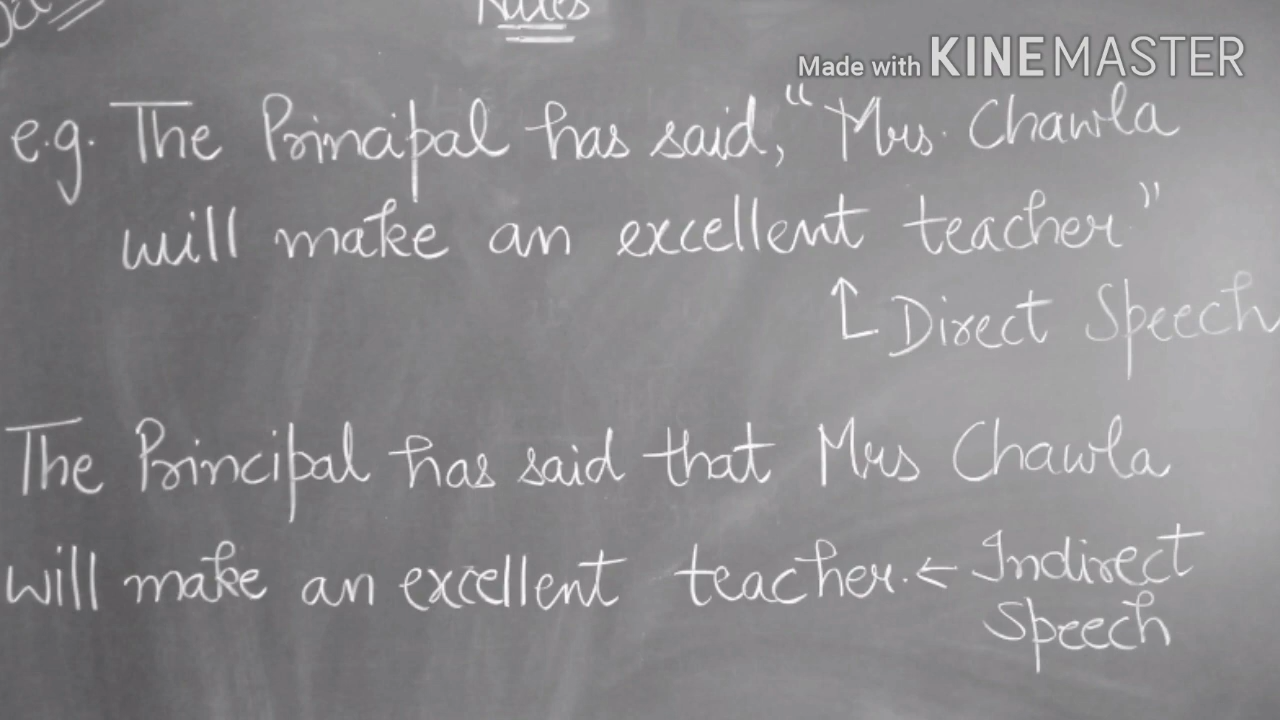 Rules
Made with KINEMASTER
e.g. The Principal has said, "Mrs. Chawla
will make an excellent teacher"
Direct Speech
The Principal has said that Mrs Chawla
will make an excellent teacher. ← Indirect
Speech